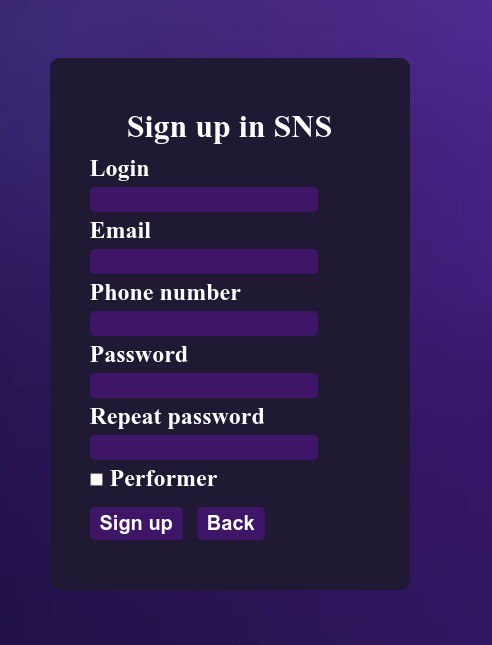 Sign up in SNS
Login
Email
Phone number
Password
Repeat password
Performer
Sign up Back